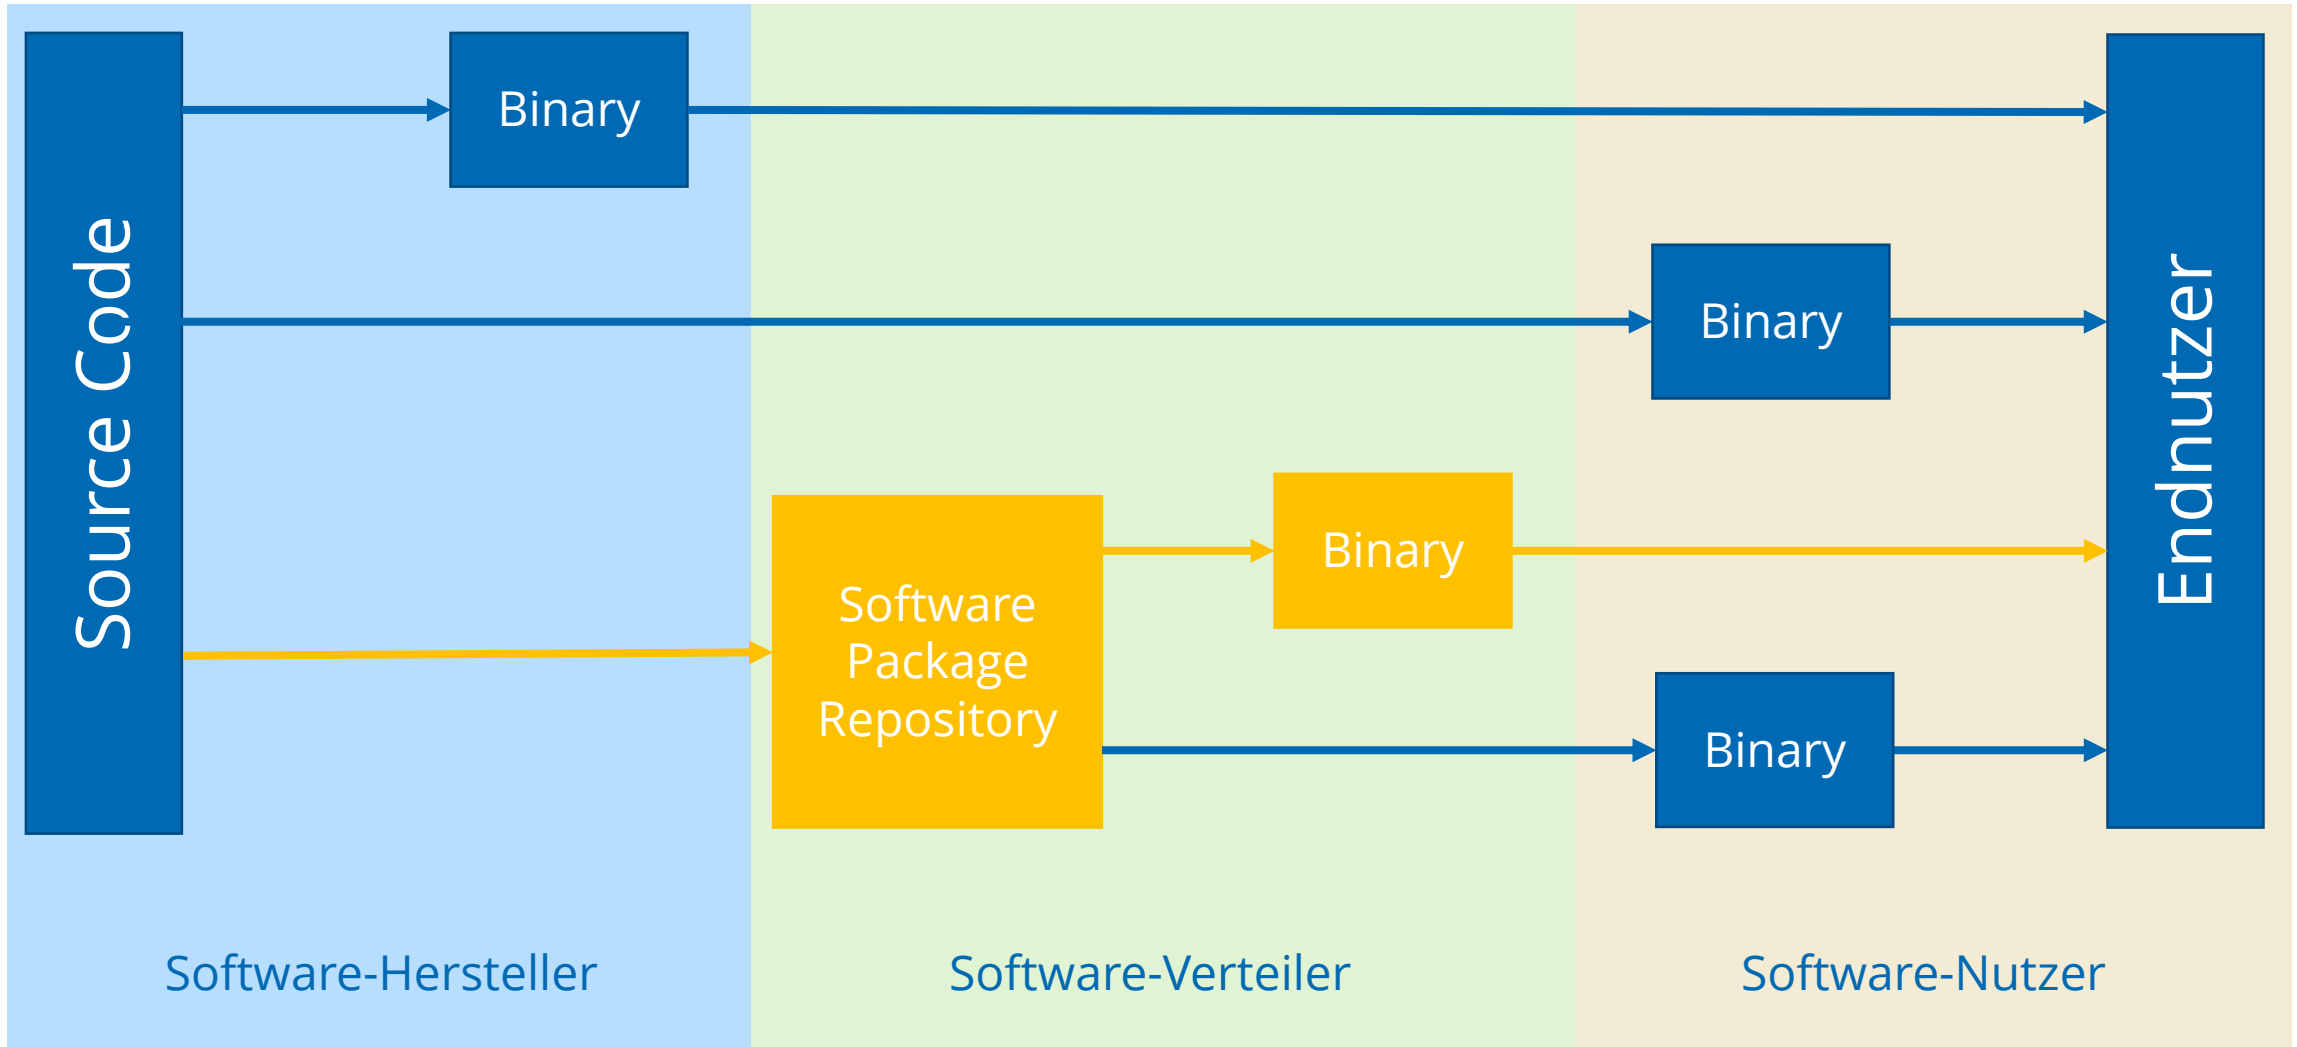 Source Code
Binary
Binary
Endnutzer
Software
Package
Repository
Binary
Binary
Software-Hersteller
Software-Verteiler
Software-Nutzer